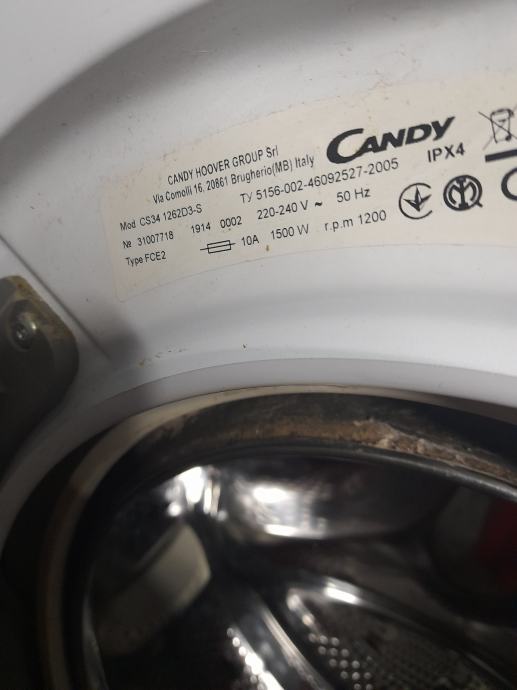 CANDY HOOVER GROUP Srl
Via Comolli 16, 20861 Brugherio(MB) Italy
CANDY
Mod CS34 1262D3-S
ТУ 5156-002-46092527-2005
IPX4
№ 31007718 1914 0002 220-240 V ~ 50 Hz
Type FCE2 10A 1500 W r.p.m 1200